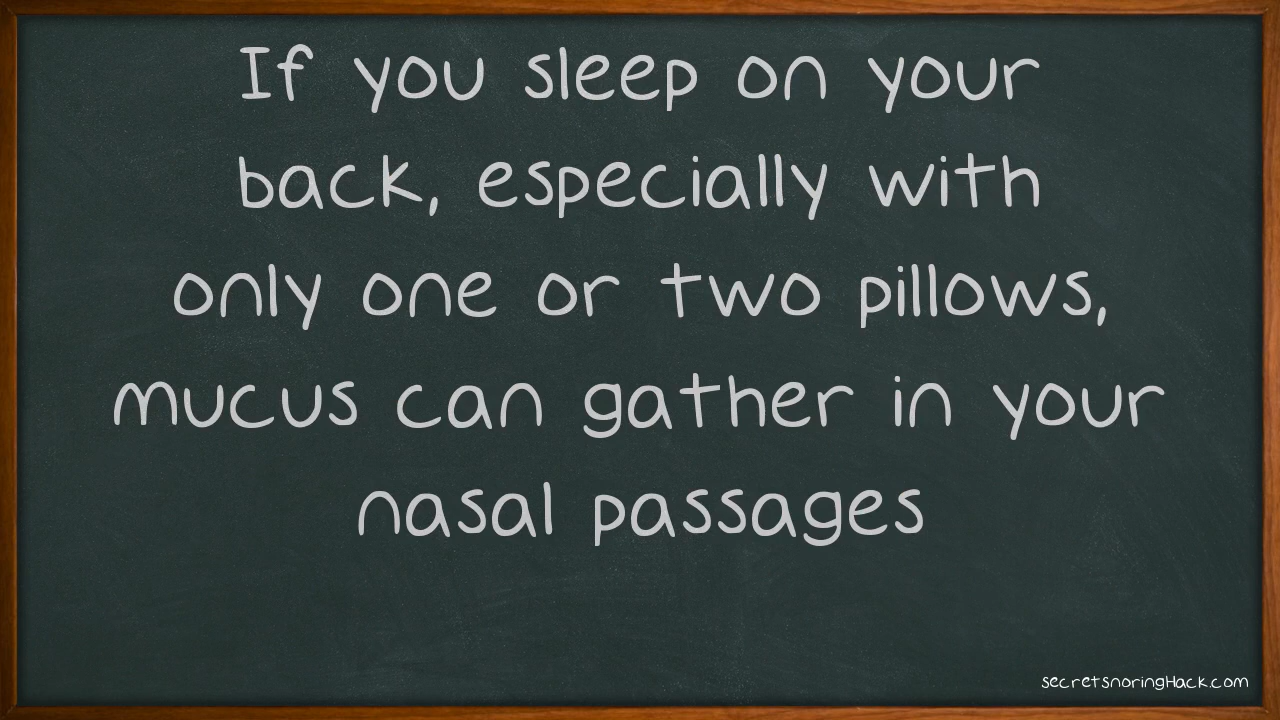 If you sleep on your
back, especially with
only one or two pillows,
mucus can gather in your
nasal passages
secretsnoringHack.com